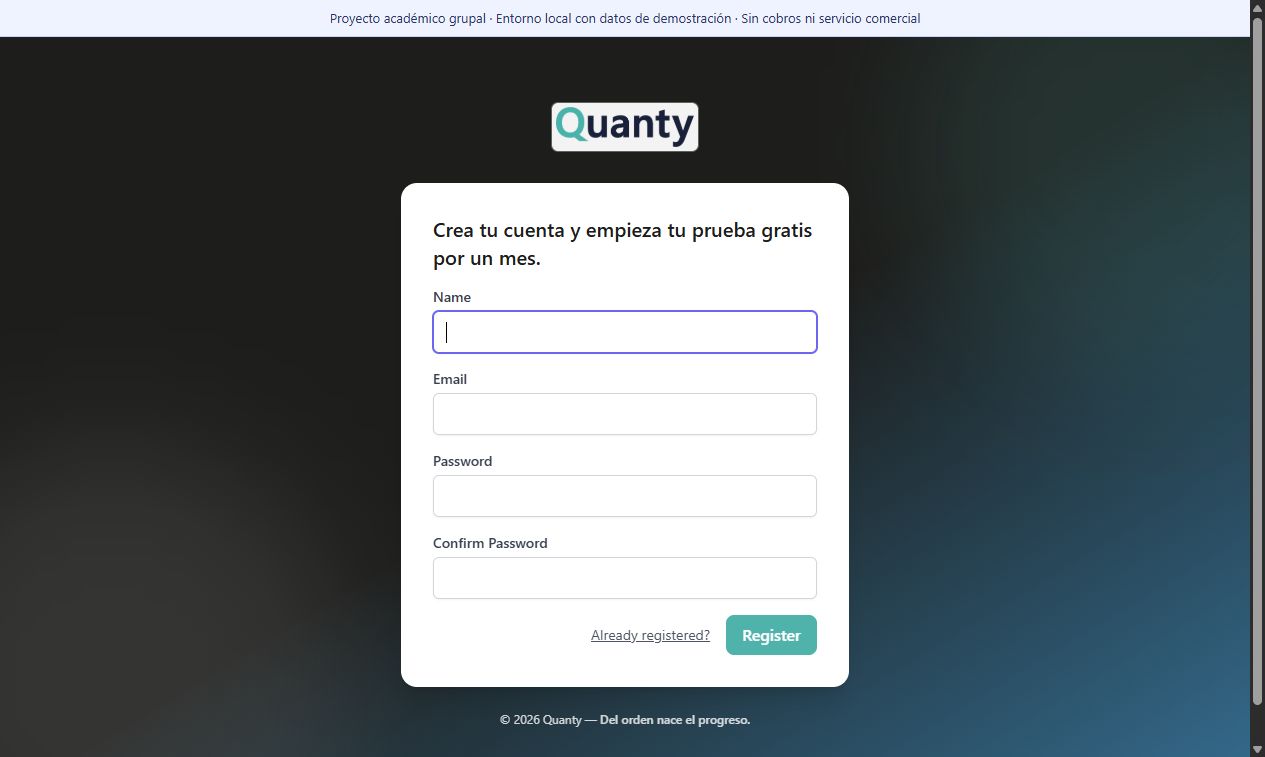 Proyecto académico grupal · Entorno local con datos de demostración · Sin cobros ni servicio comercial
Quanty
Crea tu cuenta y empieza tu prueba gratis
por un mes.
Name
Email
Password
Confirm Password
Already registered?
Register
© 2026 Quanty — Del orden nace el progreso.